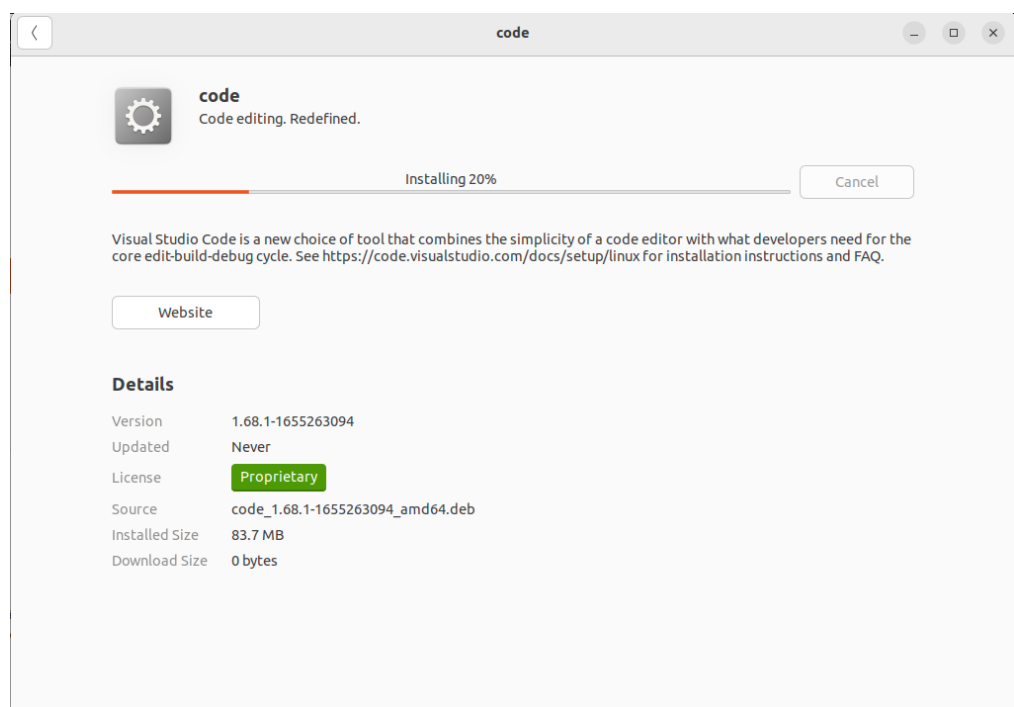 code
code
Code editing. Redefined.
Installing 20%
Cancel
Visual Studio Code is a new choice of tool that combines the simplicity of a code editor with what developers need for the
core edit-build-debug cycle. See https://code.visualstudio.com/docs/setup/linux for installation instructions and FAQ.
Website
Details
Version 1.68.1-1655263094
Updated Never
License Proprietary
Source code_1.68.1-1655263094_amd64.deb
Installed Size 83.7 MB
Download Size 0 bytes